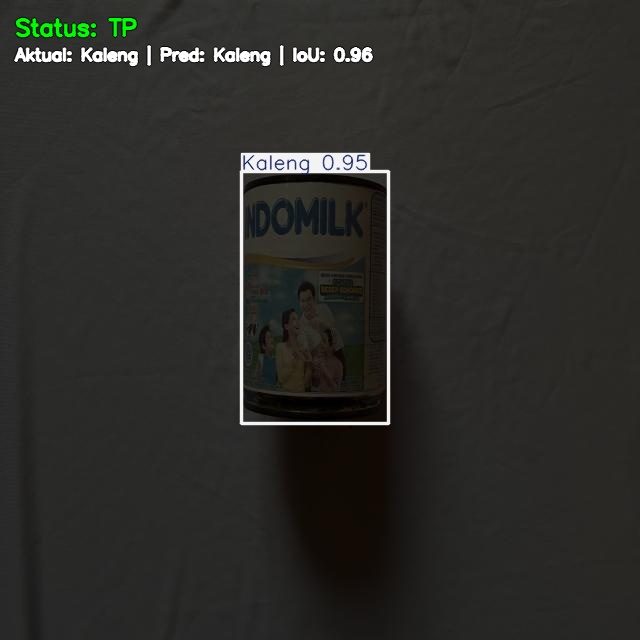 Status: TP
Aktual: Kaleng | Pred: Kaleng | IoU: 0.96
Kaleng 0.95
NDOMILK